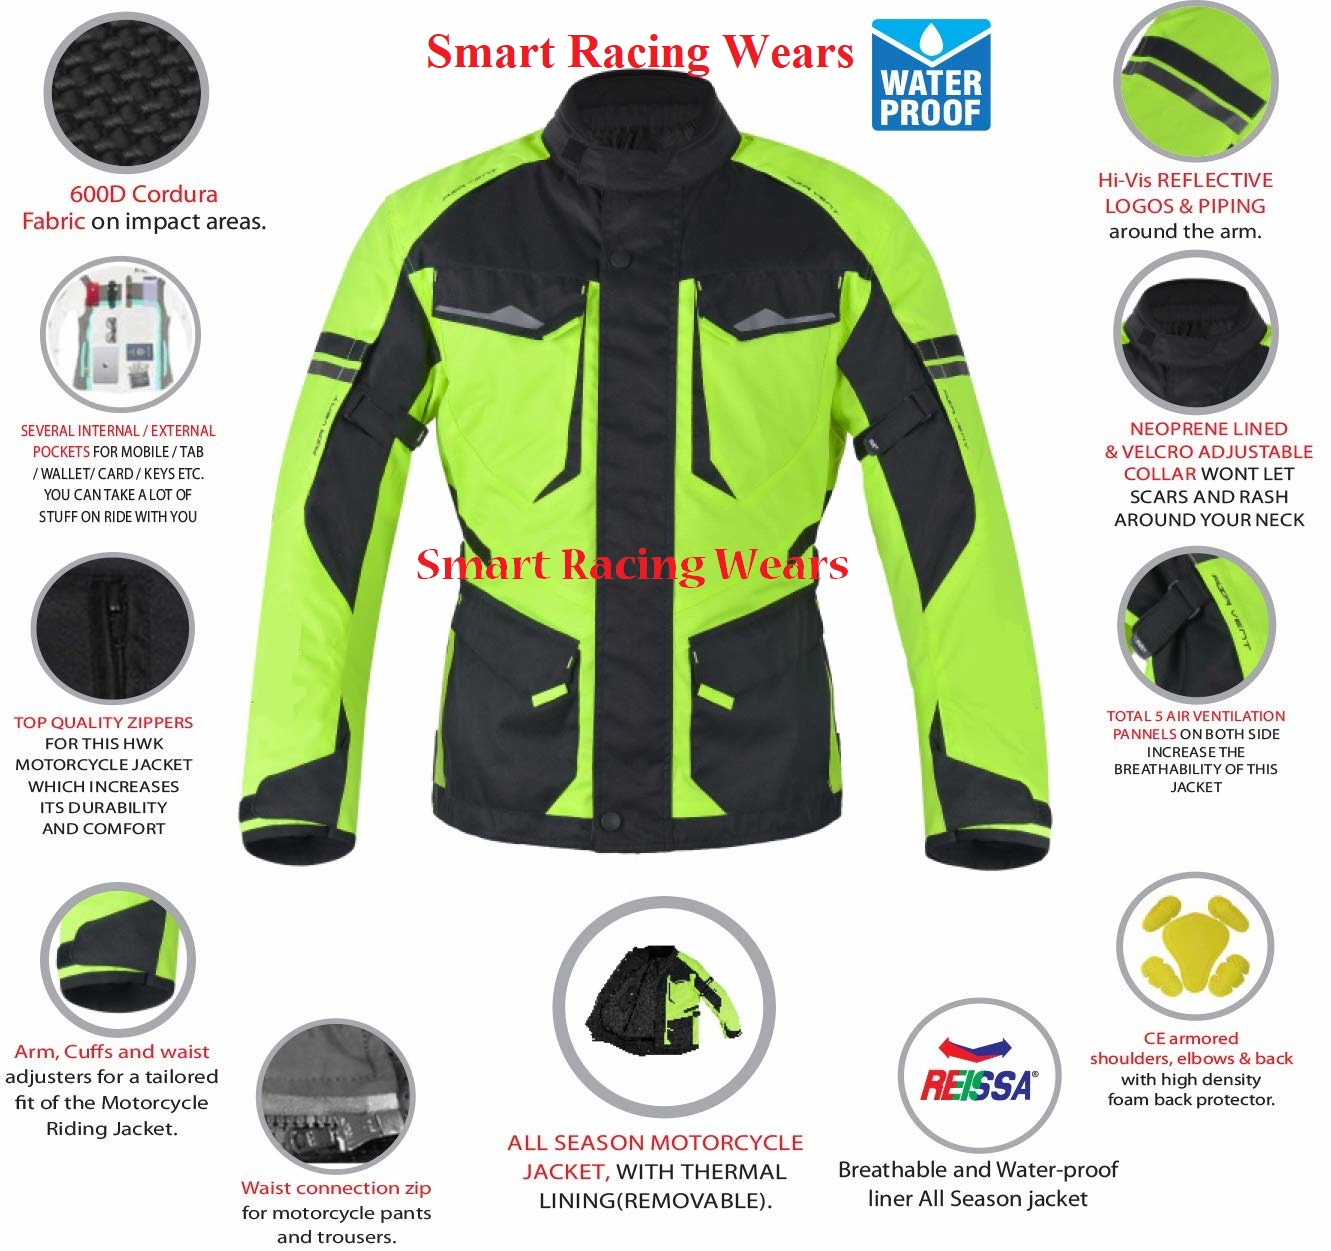 Smart Racing Wears
WATER
PROOF
600D Cordura
Fabric on impact areas.
Hi-Vis REFLECTIVE
LOGOS & PIPING
around the arm.
SEVERAL INTERNAL / EXTERNAL
POCKETS FOR MOBILE / TAB
/ WALLET/ CARD / KEYS ETC.
YOU CAN TAKE A LOT OF
STUFF ON RIDE WITH YOU
NEOPRENE LINED
& VELCRO ADJUSTABLE
COLLAR WONT LET
SCARS AND RASH
AROUND YOUR NECK
Smart Racing Wears
TOP QUALITY ZIPPERS
FOR THIS HWK
MOTORCYCLE JACKET
WHICH INCREASES
ITS DURABILITY
AND COMFORT
TOTAL 5 AIR VENTILATION
PANNELS ON BOTH SIDE
INCREASE THE
BREATHABILITY OF THIS
JACKET
Arm, Cuffs and waist
adjusters for a tailored
fit of the Motorcycle
Riding Jacket.
Waist connection zip
for motorcycle pants
and trousers.
ALL SEASON MOTORCYCLE
JACKET, WITH THERMAL
LINING(REMOVABLE).
REISSA®
Breathable and Water-proof
liner All Season jacket
CE armored
shoulders, elbows & back
with high density
foam back protector.